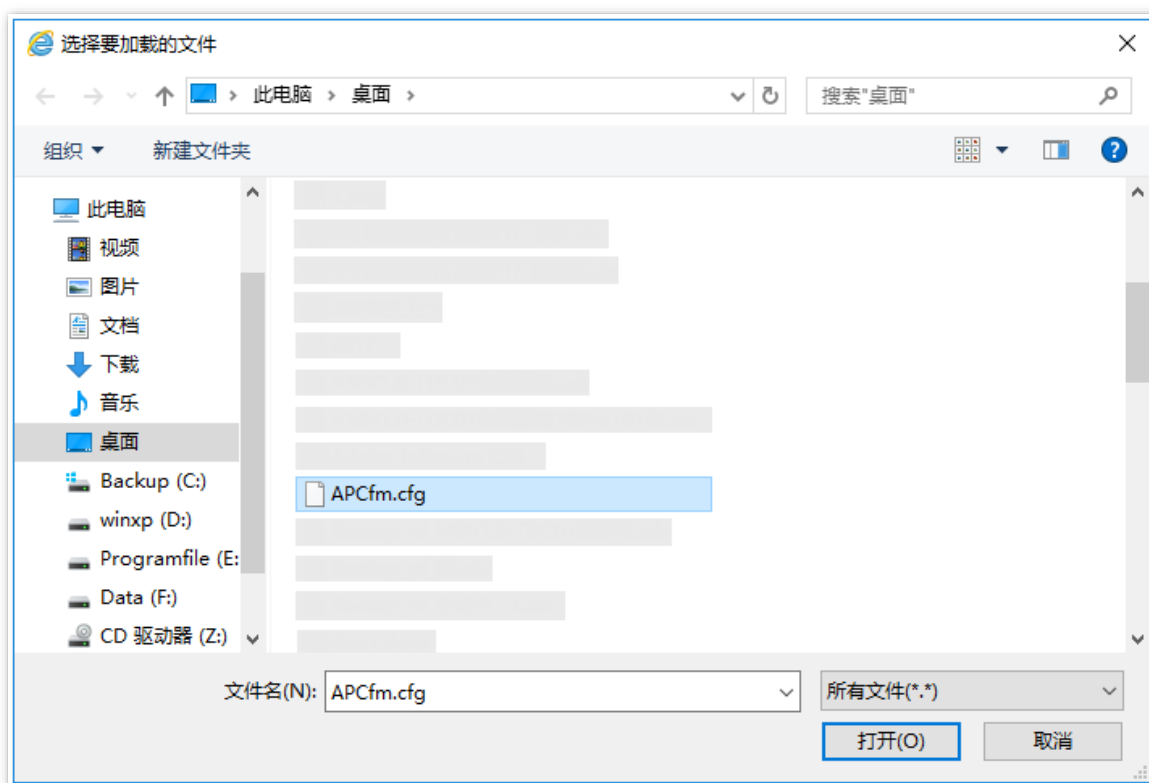 选择要加载的文件
此电脑 桌面
搜索"桌面"
组织 新建文件夹
此电脑
视频
图片
文档
下载
音乐
桌面
Backup (C:)
winxp (D:)
Programfile (E:
Data (F:)
CD 驱动器 (Z:)
APCfm.cfg
文件名(N): APCfm.cfg
所有文件(*.*)
打开(O) 取消